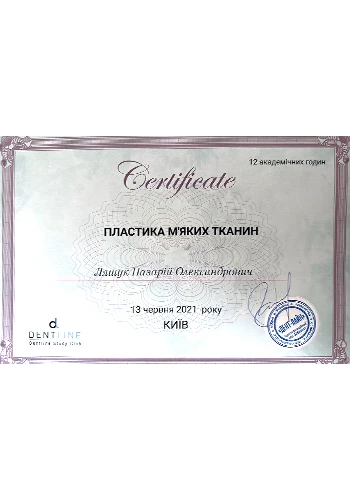 12 академічних годин
Certificate
ПЛАСТИКА М'ЯКИХ ТКАНИН
Лящук Назарій Олександрович
13 червня 2021 року
КИЇВ
d.
DENTLINE
Dentline Study Club